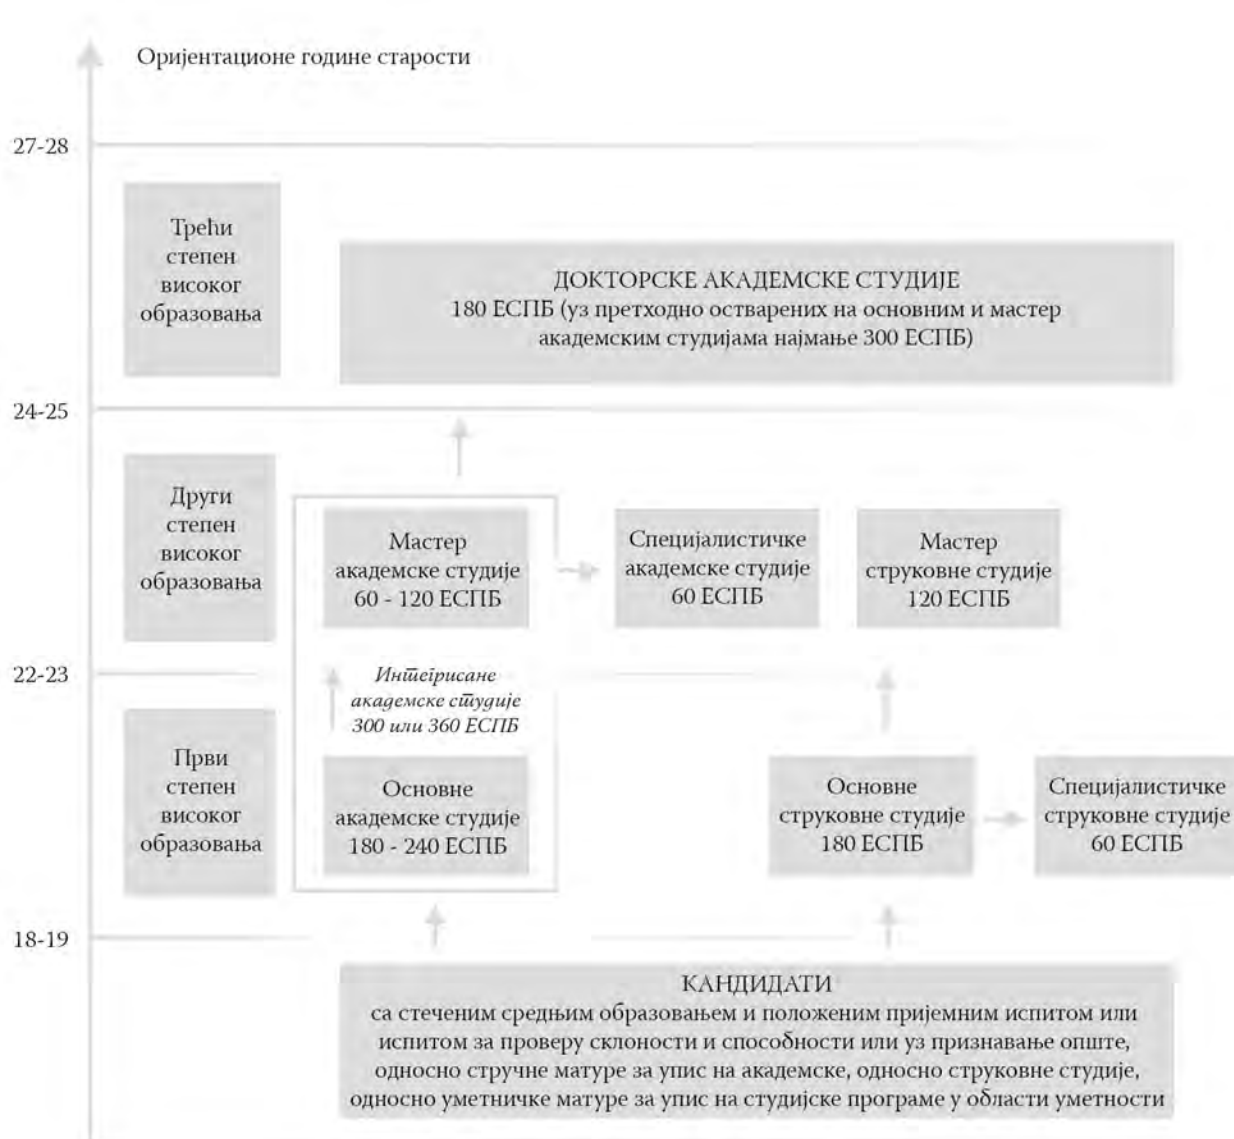 Оријентационе године старости
27-28
Трећи
степен
високог
образовања
ДОКТОРСКЕ АКАДЕМСКЕ СТУДИЈЕ
180 ЕСПБ (уз претходно остварених на основним и мастер
академским студијама најмање 300 ЕСПБ)
24-25
Други
степен
високог
образовања
Мастер
академске студије
60 - 120 ЕСПБ
Специјалистичке
академске студије
60 ЕСПБ
Мастер
струковне студије
120 ЕСПБ
22-23
Интегрисане
академске студије
300 или 360 ЕСПБ
Први
степен
високог
образовања
Основне
академске студије
180 - 240 ЕСПБ
Основне
струковне студије
180 ЕСПБ
Специјалистичке
струковне студије
60 ЕСПБ
18-19
КАНДИДАТИ
са стеченим средњим образовањем и положеним пријемним испитом или
испитом за проверу склоности и способности или уз признавање опште,
односно стручне матуре за упис на академске, односно струковне студије,
односно уметничке матуре за упис на студијске програме у области уметности